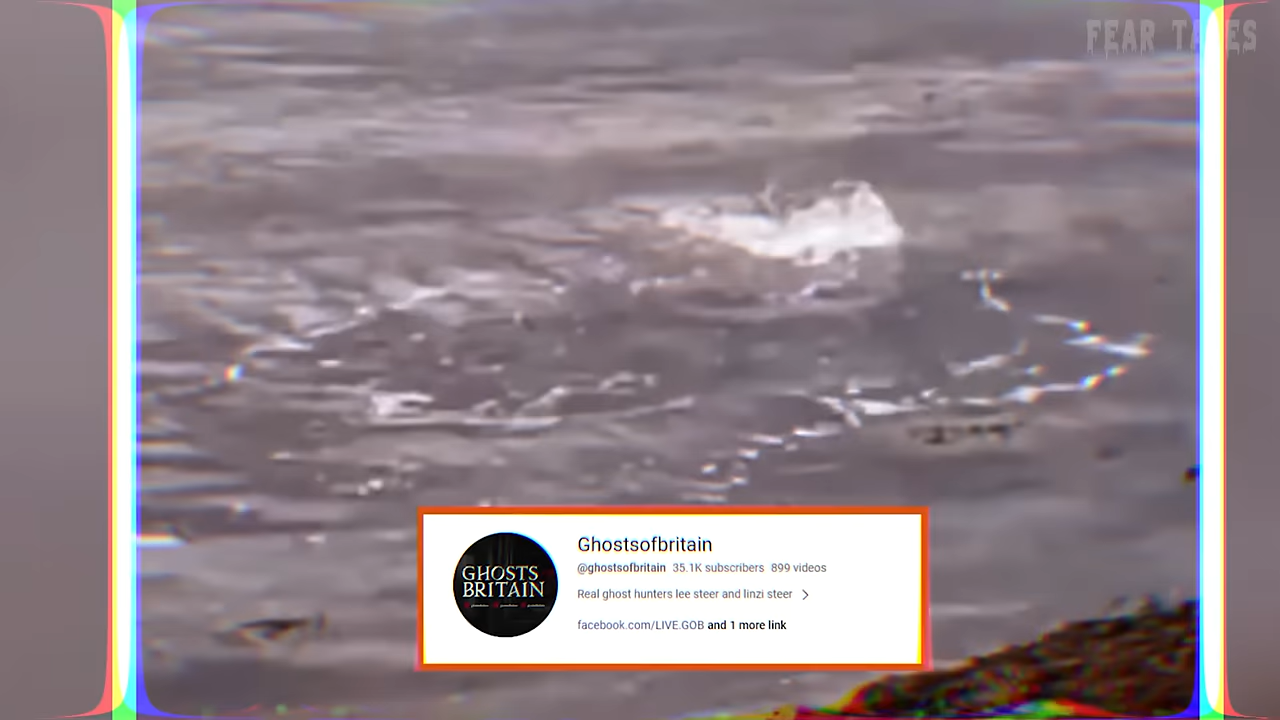 FEAR TALES
Ghostsofbritain
@ghostsofbritain 35.1K subscribers 899 videos
GHOSTS
BRITAIN
Real ghost hunters lee steer and linzi steer
facebook.com/LIVE.GOB and 1 more link